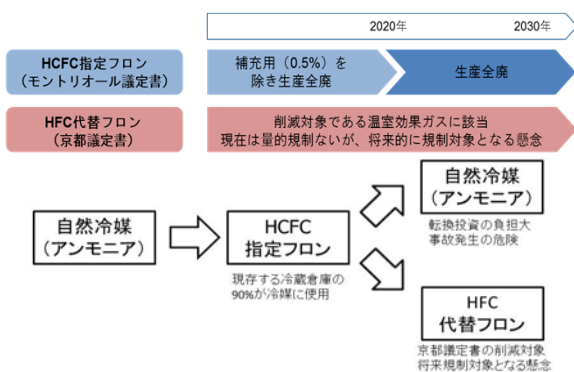 2020年
2030年
HCFC指定フロン
(モントリオール議定書)
補充用(0.5%)を
除き生産全廃
生産全廃
HFC代替フロン
(京都議定書)
削減対象である温室効果ガスに該当
現在は量的規制ないが、将来的に規制対象となる懸念
自然冷媒
(アンモニア)
HCFC
指定フロン
現存する冷蔵倉庫の
90%が冷媒に使用
自然冷媒
(アンモニア)
転換投資の負担大
事故発生の危険
HFC
代替フロン
京都議定書の削減対象
将来規制対象となる懸念